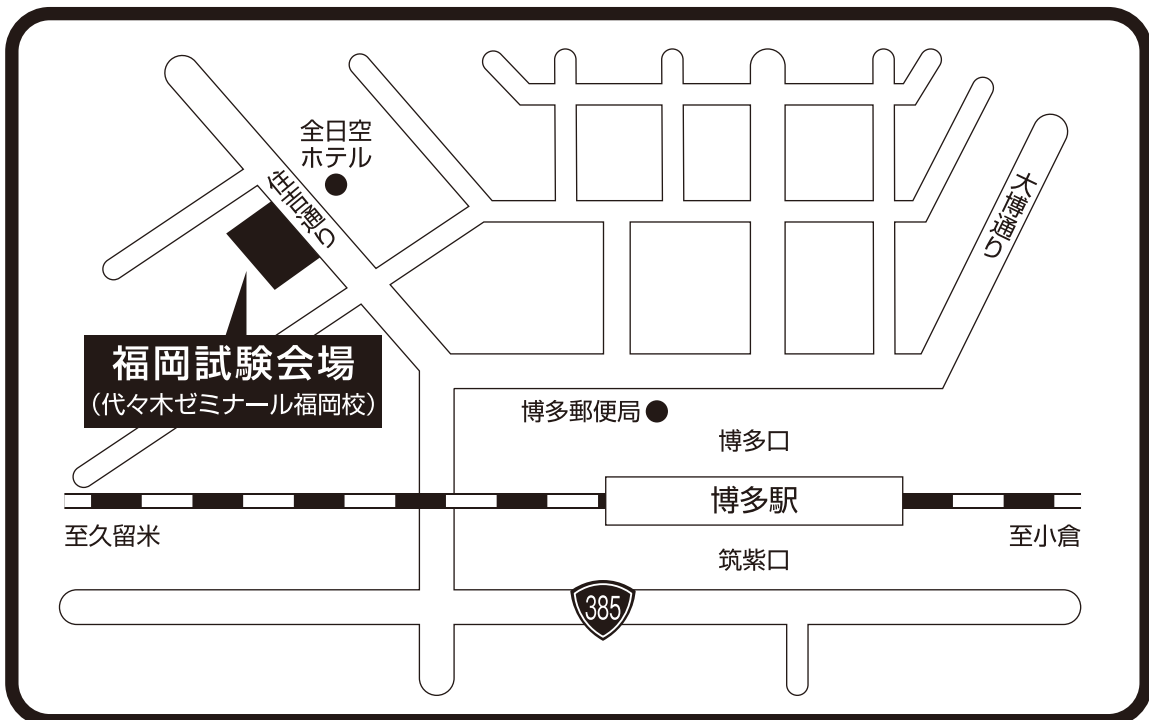 全日空
ホテル
住吉通り
大博通り
福岡試験会場
(代々木ゼミナール福岡校)
博多郵便局
博多口
博多駅
至久留米
至小倉
筑紫口
385